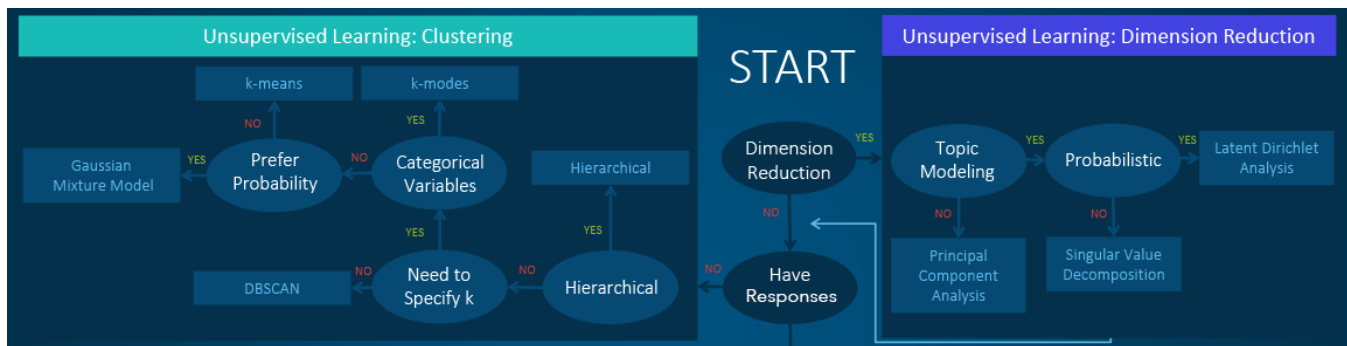 Unsupervised Learning: Clustering
START
Unsupervised Learning: Dimension Reduction
k-means
k-modes
NO
YES
Gaussian
Mixture Model
YES
Prefer
Probability
NO
Categorical
Variables
Hierarchical
Dimension
Reduction
YES
Topic
Modeling
YES
Probabilistic
YES
Latent Dirichlet
Analysis
YES
YES
NO
NO
NO
DBSCAN
NO
Need to
Specify k
NO
Hierarchical
NO
Have
Responses
Principal
Component
Analysis
Singular Value
Decomposition